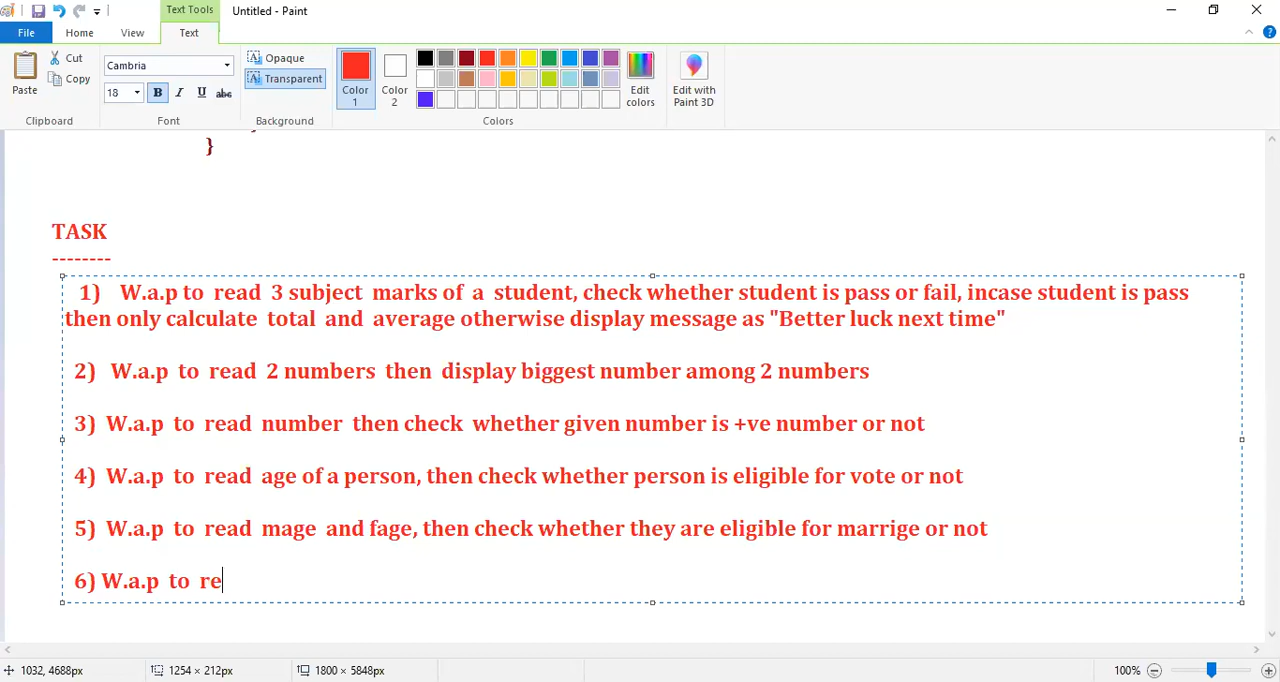 Text Tools
Untitled - Paint
File
Home
View
Text
Paste
Cut
Copy
Clipboard
Cambria
18
B
I
U
abc
Font
Opaque
Transparent
Background
Color 1
Color 2
Edit colors
Colors
Edit with Paint 3D
}
TASK
--------
1) W.a.p to read 3 subject marks of a student, check whether student is pass or fail, incase student is pass
then only calculate total and average otherwise display message as "Better luck next time"
2) W.a.p to read 2 numbers then display biggest number among 2 numbers
3) W.a.p to read number then check whether given number is +ve number or not
4) W.a.p to read age of a person, then check whether person is eligible for vote or not
5) W.a.p to read mage and fage, then check whether they are eligible for marrige or not
6) W.a.p to re
1032, 4688px
1254 × 212px
1800 × 5848px
100%